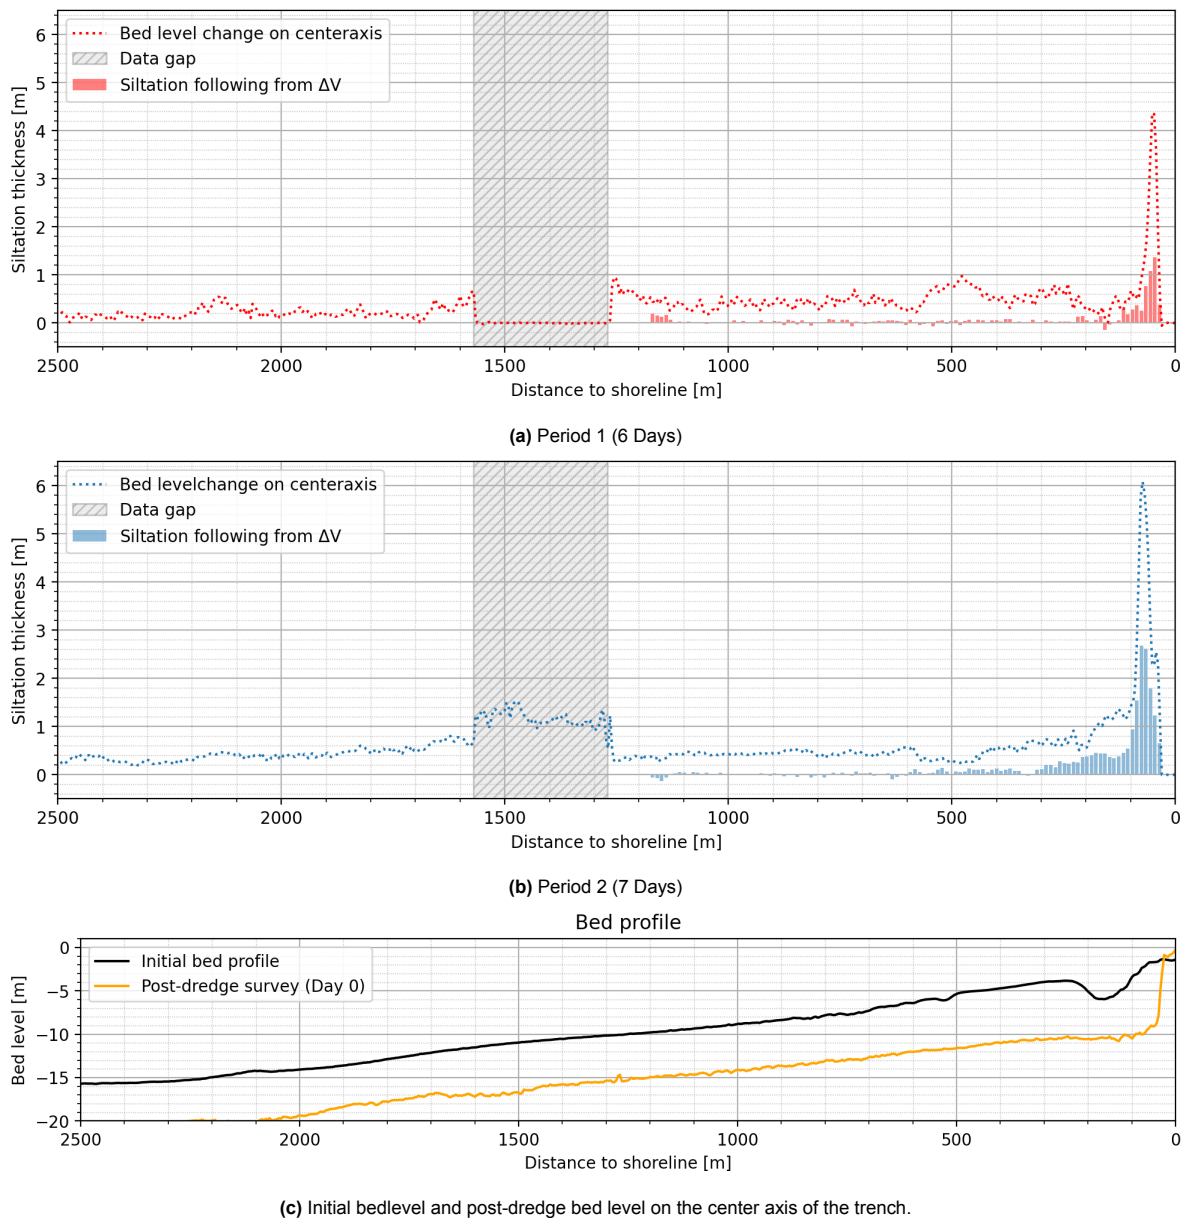 Bed level change on centeraxis
Data gap
Siltation following from ΔV
Siltation thickness [m]
6
5
4
3
2
1
0
2500 2000 1500 1000 500 0
Distance to shoreline [m]
(a) Period 1 (6 Days)
Bed levelchange on centeraxis
Data gap
Siltation following from ΔV
Siltation thickness [m]
6
5
4
3
2
1
0
2500 2000 1500 1000 500 0
Distance to shoreline [m]
(b) Period 2 (7 Days)
Bed profile
Initial bed profile
Post-dredge survey (Day 0)
Bed level [m]
0
−5
−10
−15
−20
2500 2000 1500 1000 500 0
Distance to shoreline [m]
(c) Initial bedlevel and post-dredge bed level on the center axis of the trench.